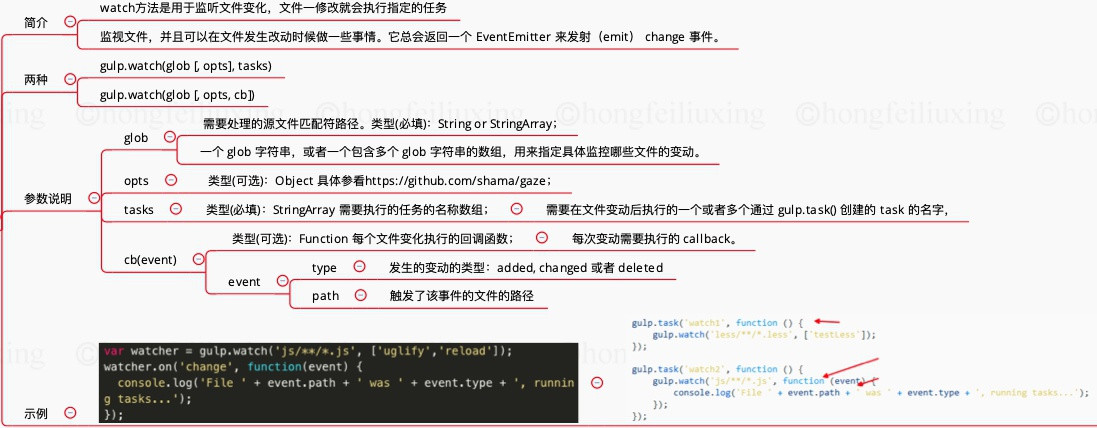 简介
watch方法是用于监听文件变化，文件一修改就会执行指定的任务
监视文件，并且可以在文件发生改动时候做一些事情。它总会返回一个 EventEmitter 来发射（emit） change 事件。
两种
gulp.watch(glob [, opts], tasks)
gulp.watch(glob [, opts, cb])
©hongfeiliuxing
参数说明
glob
需要处理的源文件匹配符路径。类型(必填)：String or StringArray；
一个 glob 字符串，或者一个包含多个 glob 字符串的数组，用来指定具体监控哪些文件的变动。
opts
类型(可选)：Object 具体参看https://github.com/shama/gaze；
tasks
类型(必填)：StringArray 需要执行的任务的名称数组；
需要在文件变动后执行的一个或者多个通过 gulp.task() 创建的 task 的名字，
cb(event)
类型(可选)：Function 每个文件变化执行的回调函数；
每次变动需要执行的 callback。
event
type
发生的变动的类型：added, changed 或者 deleted
path
触发了该事件的文件的路径
示例
var watcher = gulp.watch('js/**/*.js', ['uglify','reload']);
watcher.on('change', function(event) {
console.log('File ' + event.path + ' was ' + event.type + ', runnin
g tasks...');
});
gulp.task('watch1', function () {
gulp.watch('less/**/*.less', ['testLess']);
});
gulp.task('watch2', function () {
gulp.watch('js/**/*.js', function (event) {
console.log('File ' + event.path + ' was ' + event.type + ', running tasks...');
});
});